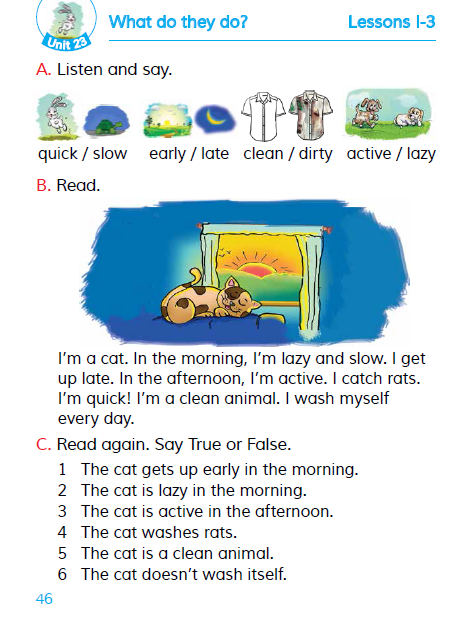 What do they do?
Lessons 1-3
Unit 23
A. Listen and say.
quick / slow early / late clean / dirty active / lazy
B. Read.
I'm a cat. In the morning, I'm lazy and slow. I get
up late. In the afternoon, I'm active. I catch rats.
I'm quick! I'm a clean animal. I wash myself
every day.
C. Read again. Say True or False.
1 The cat gets up early in the morning.
2 The cat is lazy in the morning.
3 The cat is active in the afternoon.
4 The cat washes rats.
5 The cat is a clean animal.
6 The cat doesn't wash itself.
46